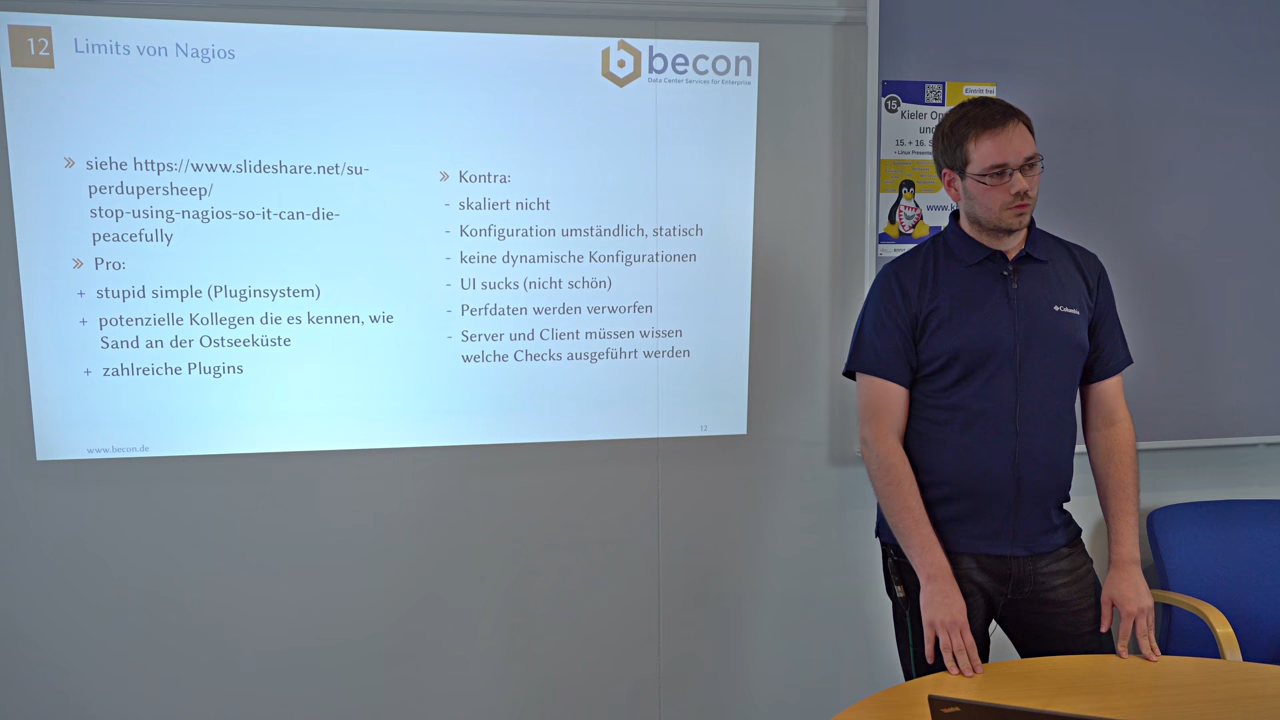 12
Limits von Nagios
becon
Data Center Services for Enterprise
siehe https://www.slideshare.net/su-
perdupersheep/
stop-using-nagios-so-it-can-die-
peacefully
Pro:
+ stupid simple (Pluginsystem)
+ potenzielle Kollegen die es kennen, wie
Sand an der Ostseeküste
+ zahlreiche Plugins
Kontra:
- skaliert nicht
- Konfiguration umständlich, statisch
- keine dynamische Konfigurationen
- UI sucks (nicht schön)
- Perfdaten werden verworfen
- Server und Client müssen wissen
welche Checks ausgeführt werden
www.becon.de
12
Eintritt frei
15.
Kieler Op
und
15. + 16. S
• Linux Presente
www.k
Columbia